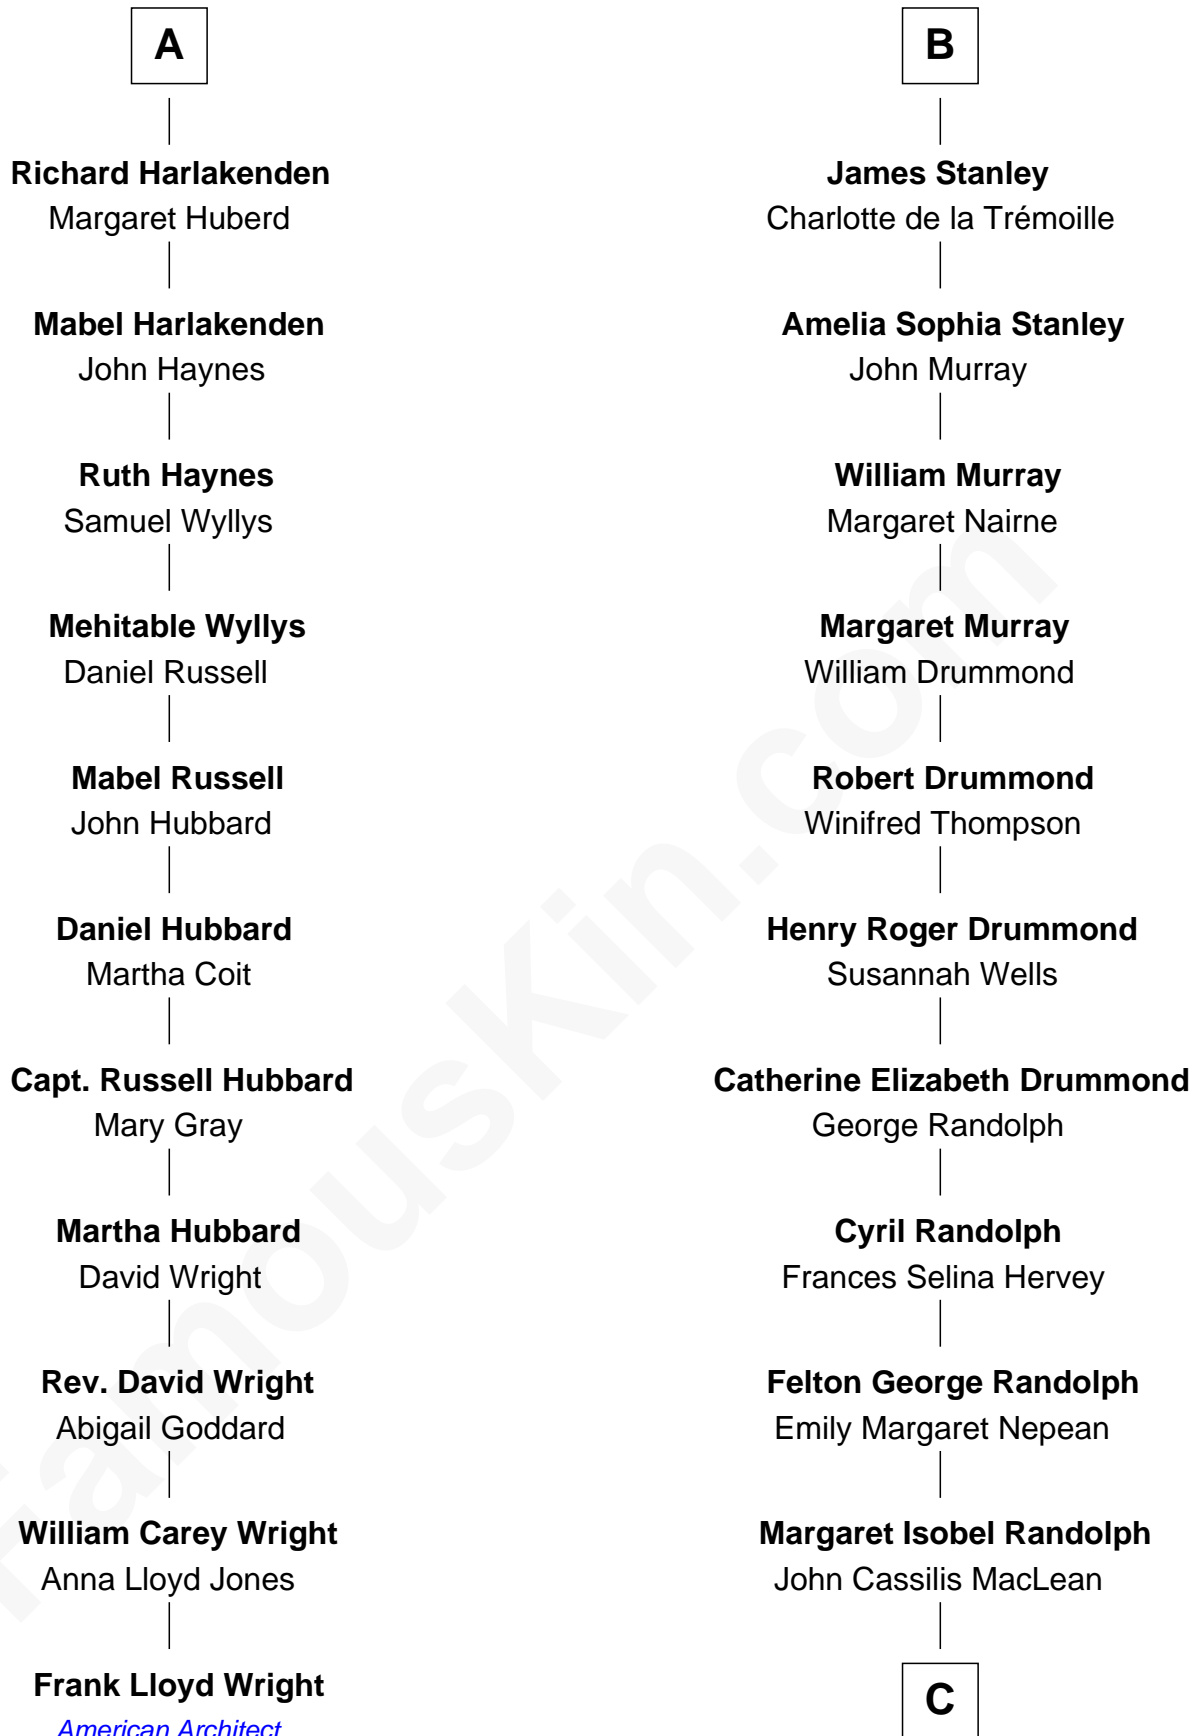 A
Richard Harlakenden
Margaret Huberd
Mabel Harlakenden
John Haynes
Ruth Haynes
Samuel Wyllys
Mehitable Wyllys
Daniel Russell
Mabel Russell
John Hubbard
Daniel Hubbard
Martha Coit
Capt. Russell Hubbard
Mary Gray
Martha Hubbard
David Wright
Rev. David Wright
Abigail Goddard
William Carey Wright
Anna Lloyd Jones
Frank Lloyd Wright
American Architect
B
James Stanley
Charlotte de la Trémoille
Amelia Sophia Stanley
John Murray
William Murray
Margaret Nairne
Margaret Murray
William Drummond
Robert Drummond
Winifred Thompson
Henry Roger Drummond
Susannah Wells
Catherine Elizabeth Drummond
George Randolph
Cyril Randolph
Frances Selina Hervey
Felton George Randolph
Emily Margaret Nepean
Margaret Isobel Randolph
John Cassilis MacLean
C
FamousKin.com